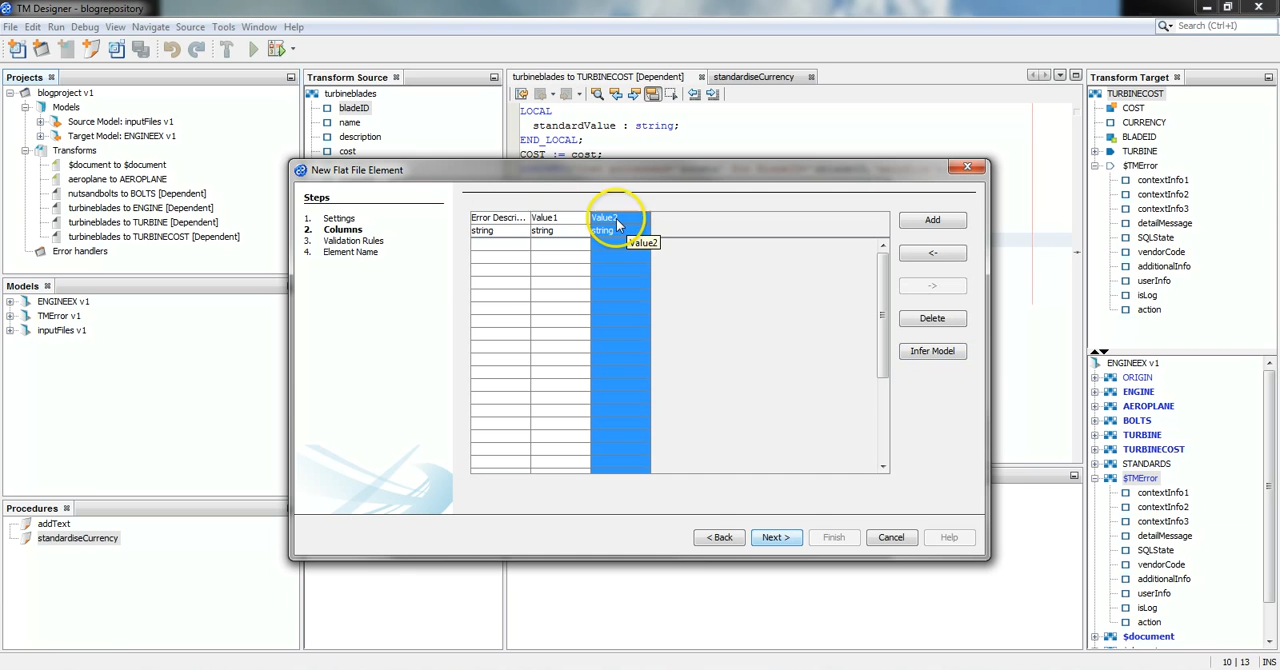 TM Designer - blogrepository
File Edit Run Debug View Navigate Source Tools Window Help
Search (Ctrl+I)
Projects
blogproject v1
Models
Source Model: inputFiles v1
Target Model: ENGINEEX v1
Transforms
$document to $document
aeroplane to AEROPLANE
nutsandbolts to BOLTS [Dependent]
turbineblades to ENGINE [Dependent]
turbineblades to TURBINE [Dependent]
turbineblades to TURBINECOST [Dependent]
Error handlers
Models
ENGINEEX v1
TMError v1
inputFiles v1
Procedures
addText
standardiseCurrency
Transform Source
turbineblades
bladeID
name
description
cost
turbineblades to TURBINECOST [Dependent]
standardiseCurrency
LOCAL
standardValue : string;
END_LOCAL;
COST := cost;
New Flat File Element
Steps
1. Settings
2. Columns
3. Validation Rules
4. Element Name
Error Descri... Value1 Value2
string string string
Value2
Add
<-
->
Delete
Infer Model
< Back Next > Finish Cancel Help
Transform Target
TURBINECOST
COST
CURRENCY
BLADEID
TURBINE
$TMError
contextInfo1
contextInfo2
contextInfo3
detailMessage
SQLState
vendorCode
additionalInfo
userInfo
isLog
action
ENGINEEX v1
ORIGIN
ENGINE
AEROPLANE
BOLTS
TURBINE
TURBINECOST
STANDARDS
$TMError
contextInfo1
contextInfo2
contextInfo3
detailMessage
SQLState
vendorCode
additionalInfo
userInfo
isLog
action
$document
10 | 13 INS